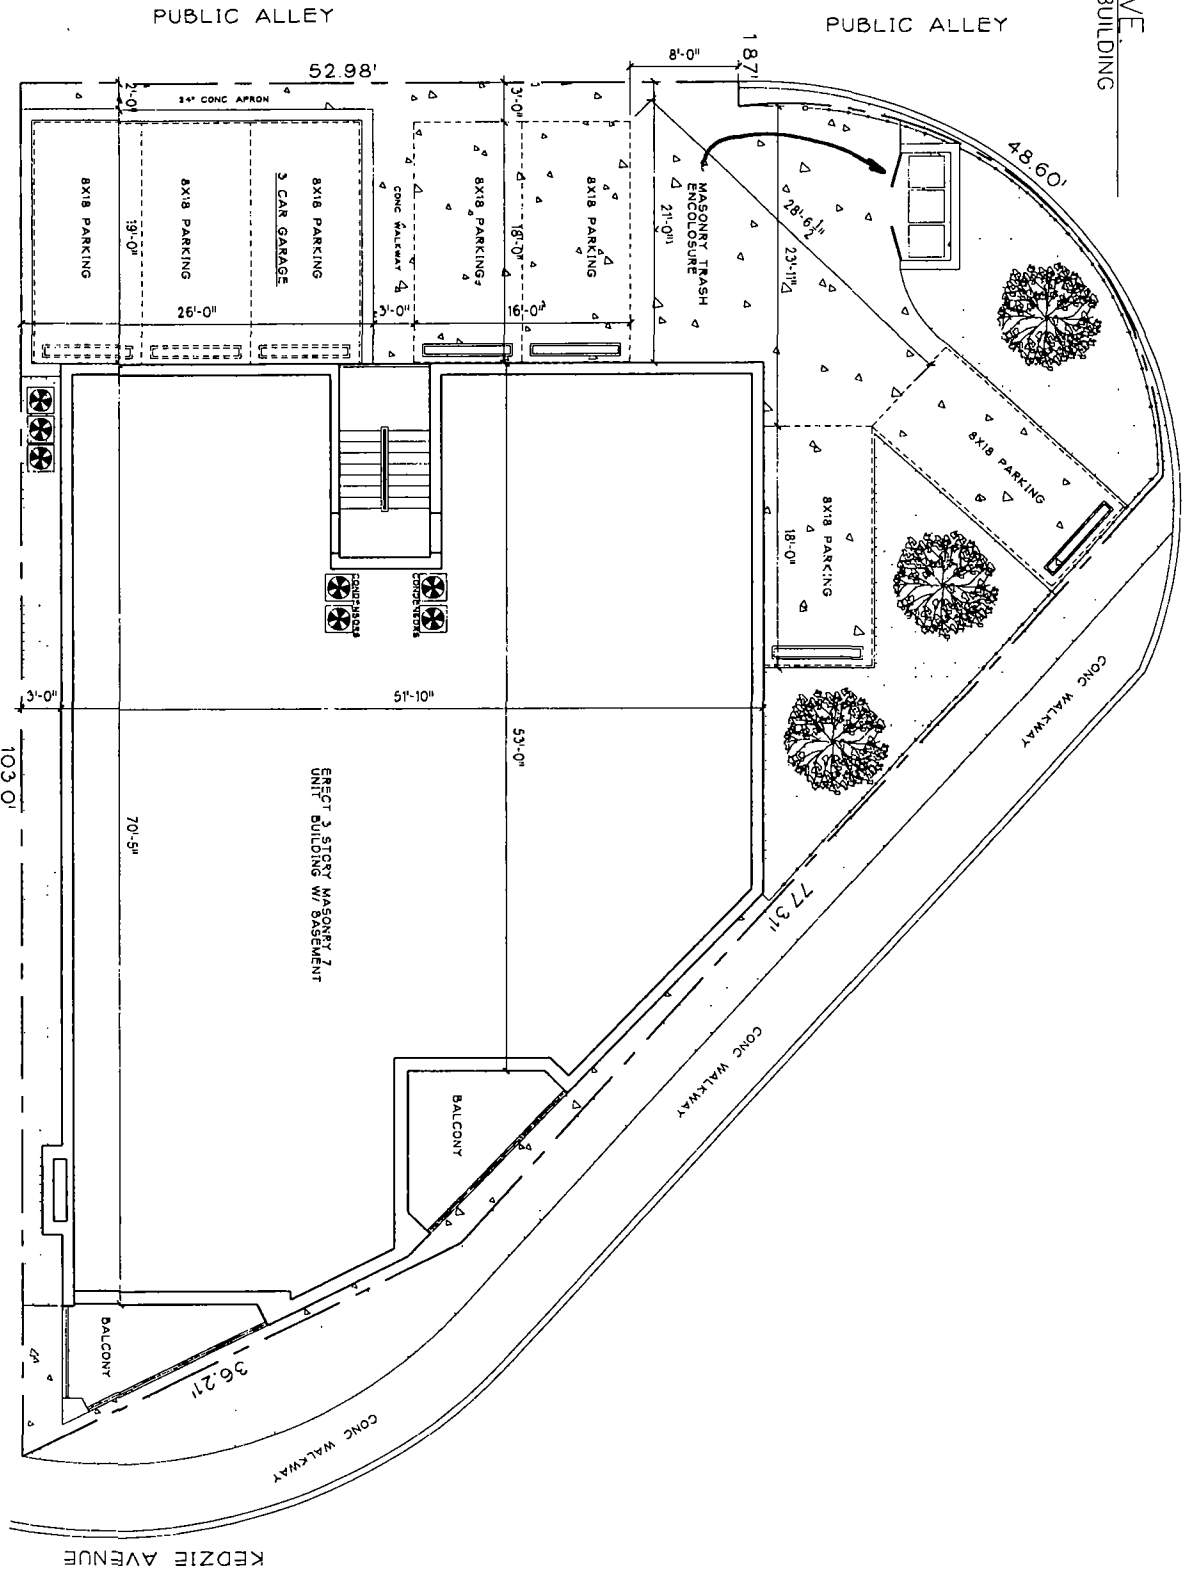 PUBLIC ALLEY
PUBLIC ALLEY
VE.
BUILDING
52.98'
8'-0"
1.87'
48.60'
2'-0"
24" CONC APRON
3'-0"
8X18 PARKING
8X18 PARKING
3 CAR GARAGE
8X18 PARKING
19'-0"
CONC WALKWAY
8X18 PARKING
18'-0"
8X18 PARKING
21'-0"
MASONRY TRASH
ENCOLOSURE
28'-6 1/2"
23'-11"
26'-0"
3'-0"
16'-0"
8X18 PARKING
8X18 PARKING
18'-0"
CONDENSORS
CONDENSORS
3'-0"
51'-10"
53'-0"
103.0'
70'-5"
ERECT 3 STORY MASONRY 7
UNIT BUILDING W/ BASEMENT
77.31'
CONC WALKWAY
CONC WALKWAY
BALCONY
BALCONY
36.21'
CONC WALKWAY
KEDZIE AVENUE